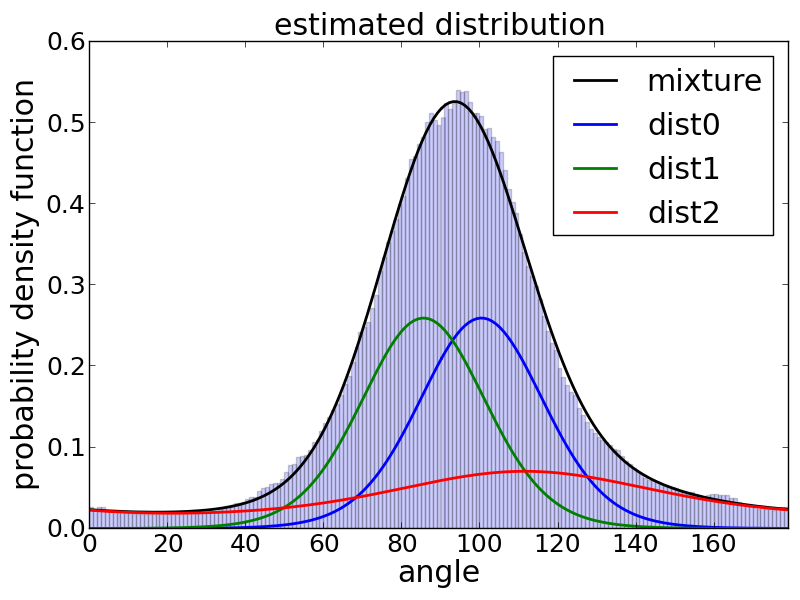 estimated distribution
0.6
0.5
0.4
0.3
0.2
0.1
0.0
probability density function
mixture
dist0
dist1
dist2
0 20 40 60 80 100 120 140 160
angle